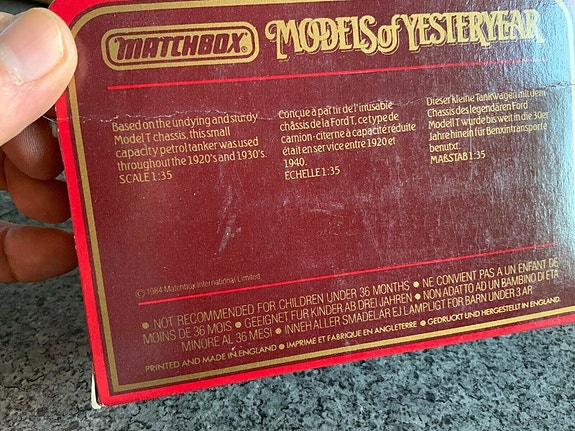 MATCHBOX® MODELS of YESTERYEAR
Based on the undying and sturdy
Model T chassis, this small
capacity petrol tanker was used
throughout the 1920's and 1930's.
SCALE 1:35
Conçue à partir de l'inusable
châssis de la Ford T, ce type de
camion-citerne à capacité réduite
était en service entre 1920 et
1940.
ÉCHELLE 1:35
Dieser kleine Tankwagen mit dem
Chassis des legendären Ford
Model T wurde bis weit in die 30er
Jahre hinein für Benzintransporte
benutzt.
MAßSTAB 1:35
© 1984 Matchbox International Limited
• NOT RECOMMENDED FOR CHILDREN UNDER 36 MONTHS • NE CONVIENT PAS A UN ENFANT DE
MOINS DE 36 MOIS • GEEIGNET FUR KINDER AB DREI JAHREN • NON ADATTO AD UN BAMBINO DI ETA
MINORE AL 36 MESI • INNEHALLER SMADELAR EJ LAMPLIGT FOR BARN UNDER 3 AR
PRINTED AND MADE IN ENGLAND • IMPRIME ET FABRIQUE EN ANGLETERRE • GEDRUCKT UND HERGESTELLT IN ENGLAND